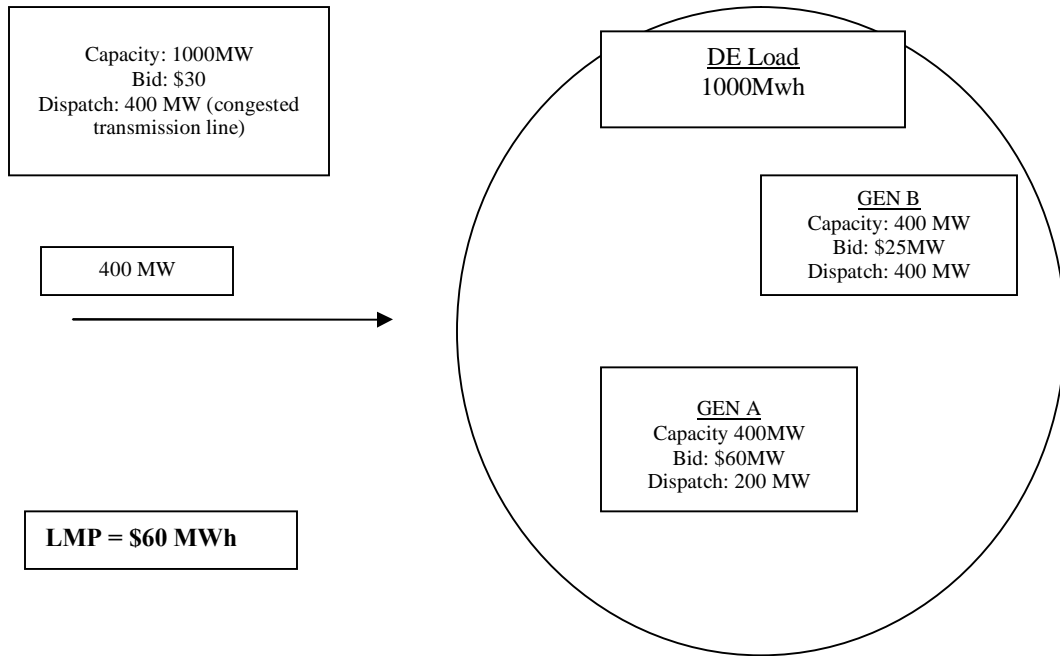 Capacity: 1000MW
Bid: $30
Dispatch: 400 MW (congested
transmission line)
DE Load
1000Mwh
GEN B
Capacity: 400 MW
Bid: $25MW
Dispatch: 400 MW
400 MW
GEN A
Capacity 400MW
Bid: $60MW
Dispatch: 200 MW
LMP = $60 MWh